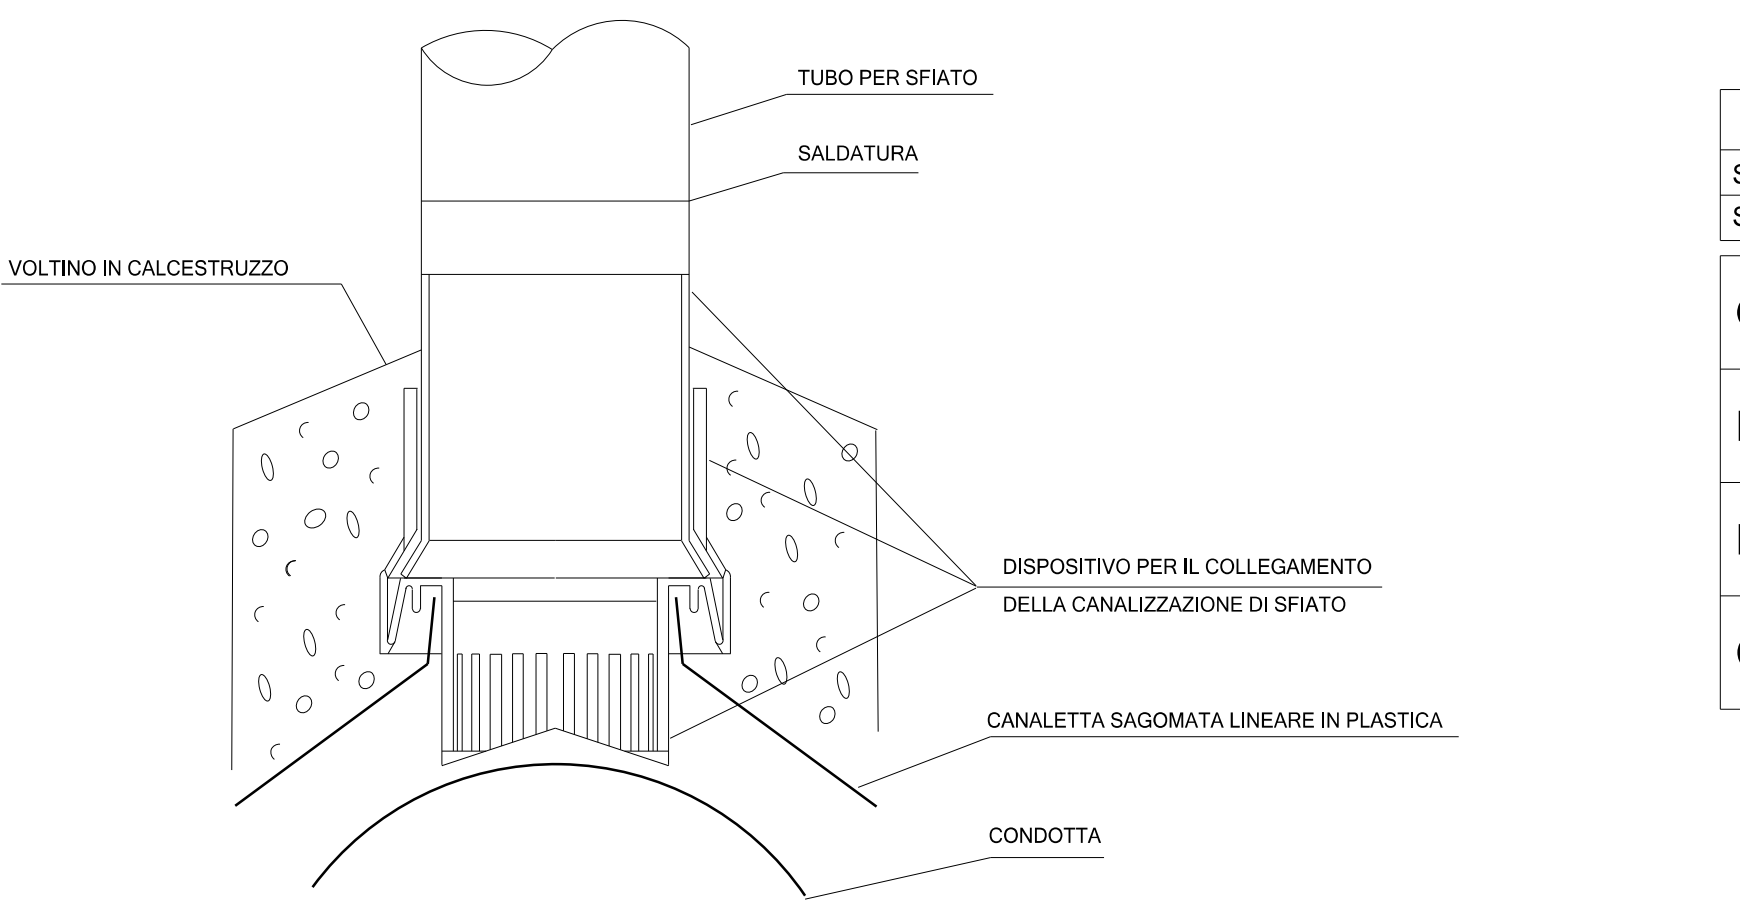 TUBO PER SFIATO
SALDATURA
VOLTINO IN CALCESTRUZZO
DISPOSITIVO PER IL COLLEGAMENTO
DELLA CANALIZZAZIONE DI SFIATO
CANALETTA SAGOMATA LINEARE IN PLASTICA
CONDOTTA